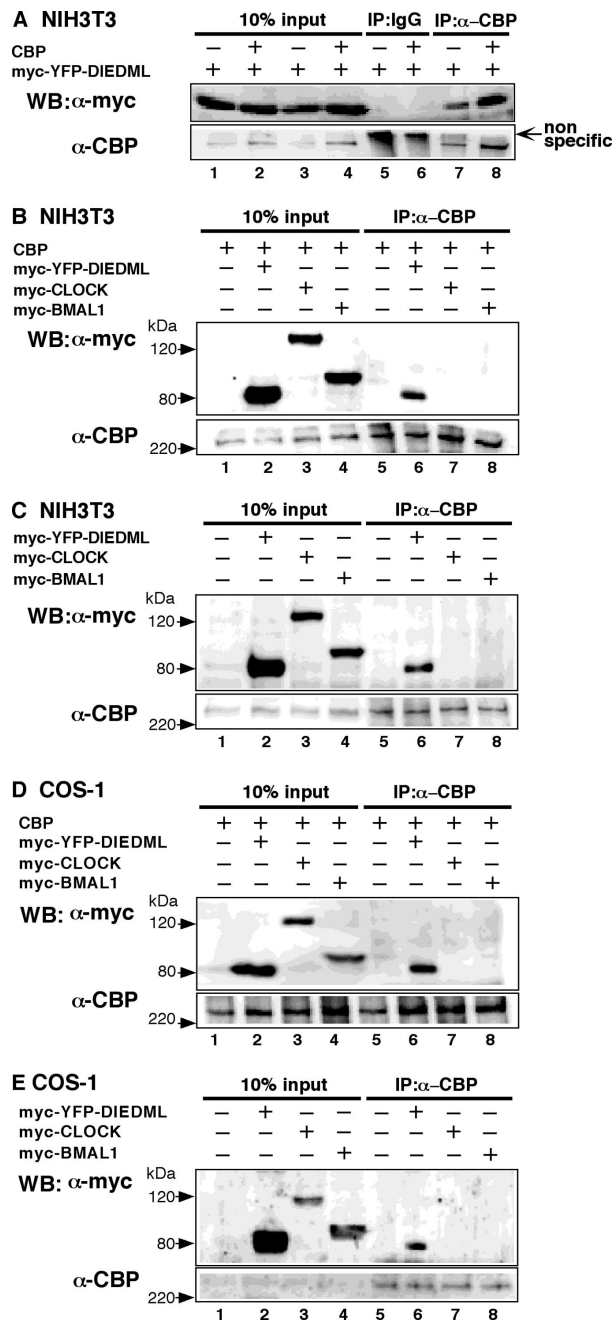 A NIH3T3
10% input IP:IgG IP:α–CBP
CBP – + – + – + – +
myc-YFP-DIEDML + + + + + + + +
WB:α-myc
α-CBP
non specific
1 2 3 4 5 6 7 8
B NIH3T3
10% input IP:α–CBP
CBP + + + + + + + +
myc-YFP-DIEDML – + – – – + – –
myc-CLOCK – – + – – – + –
myc-BMAL1 – – – + – – – +
WB:α-myc
kDa
120
80
α-CBP
220
1 2 3 4 5 6 7 8
C NIH3T3
10% input IP:α–CBP
myc-YFP-DIEDML – + – – – + – –
myc-CLOCK – – + – – – + –
myc-BMAL1 – – – + – – – +
WB:α-myc
kDa
120
80
α-CBP
220
1 2 3 4 5 6 7 8
D COS-1
10% input IP:α–CBP
CBP + + + + + + + +
myc-YFP-DIEDML – + – – – + – –
myc-CLOCK – – + – – – + –
myc-BMAL1 – – – + – – – +
WB: α-myc
kDa
120
80
α-CBP
220
1 2 3 4 5 6 7 8
E COS-1
10% input IP:α–CBP
myc-YFP-DIEDML – + – – – + – –
myc-CLOCK – – + – – – + –
myc-BMAL1 – – – + – – – +
WB: α-myc
kDa
120
80
α-CBP
220
1 2 3 4 5 6 7 8